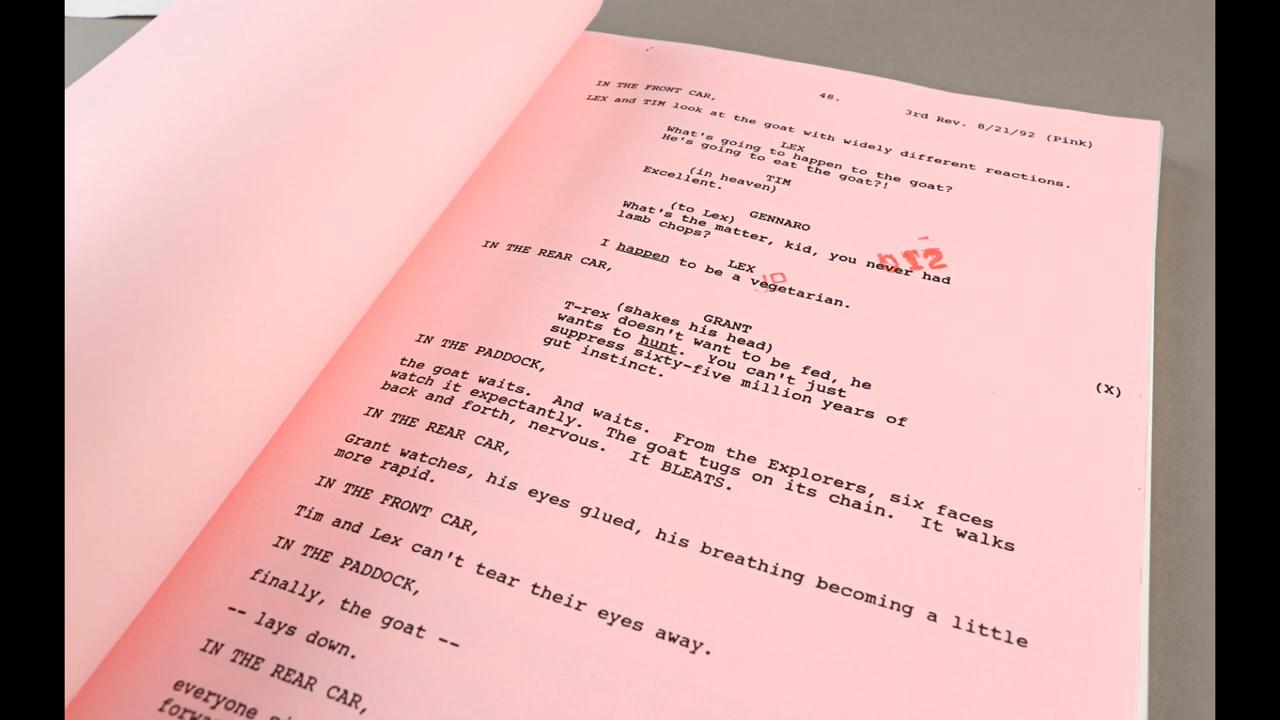 48.
3rd Rev. 8/21/92 (Pink)
IN THE FRONT CAR,
LEX and TIM look at the goat with widely different reactions.
LEX
What's going to happen to the goat?
He's going to eat the goat?!
TIM
(in heaven)
Excellent.
GENNARO
(to Lex)
What's the matter, kid, you never had
lamb chops?
LEX
I happen to be a vegetarian.
IN THE REAR CAR,
GRANT
(shakes his head)
T-rex doesn't want to be fed, he
wants to hunt. You can't just
suppress sixty-five million years of
gut instinct.
(X)
IN THE PADDOCK,
the goat waits. And waits. From the Explorers, six faces
watch it expectantly. The goat tugs on its chain. It walks
back and forth, nervous. It BLEATS.
IN THE REAR CAR,
Grant watches, his eyes glued, his breathing becoming a little
more rapid.
IN THE FRONT CAR,
Tim and Lex can't tear their eyes away.
IN THE PADDOCK,
finally, the goat --
-- lays down.
IN THE REAR CAR,
everyone